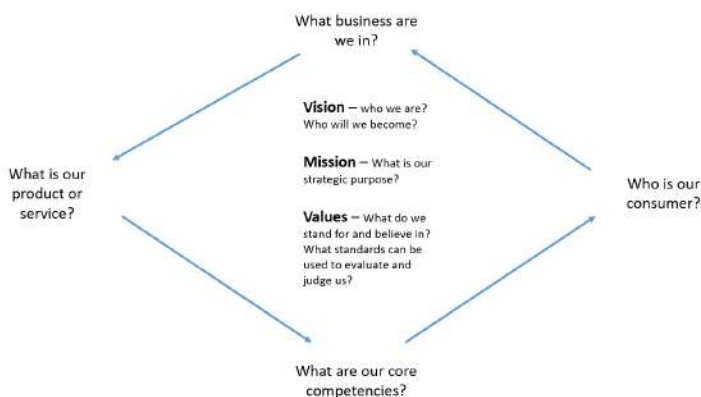 What business are
we in?
Vision – who we are?
Who will we become?
Mission – What is our
strategic purpose?
Values – What do we
stand for and believe in?
What standards can be
used to evaluate and
judge us?
What is our
product or
service?
Who is our
consumer?
What are our core
competencies?